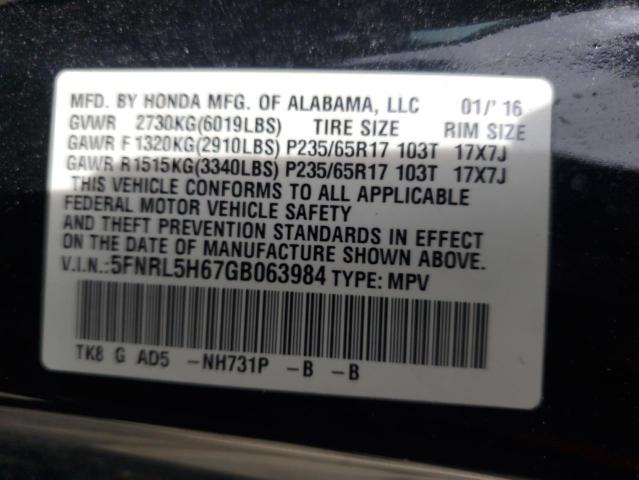 MFD. BY HONDA MFG. OF ALABAMA, LLC 01/'16
GVWR 2730KG(6019LBS) TIRE SIZE RIM SIZE
GAWR F 1320KG(2910LBS) P235/65R17 103T 17X7J
GAWR R 1515KG(3340LBS) P235/65R17 103T 17X7J
THIS VEHICLE CONFORMS TO ALL APPLICABLE
FEDERAL MOTOR VEHICLE SAFETY
AND THEFT PREVENTION STANDARDS IN EFFECT
ON THE DATE OF MANUFACTURE SHOWN ABOVE.
V.I.N.:5FNRL5H67GB063984 TYPE: MPV
TK8 G AD5 -NH731P -B -B